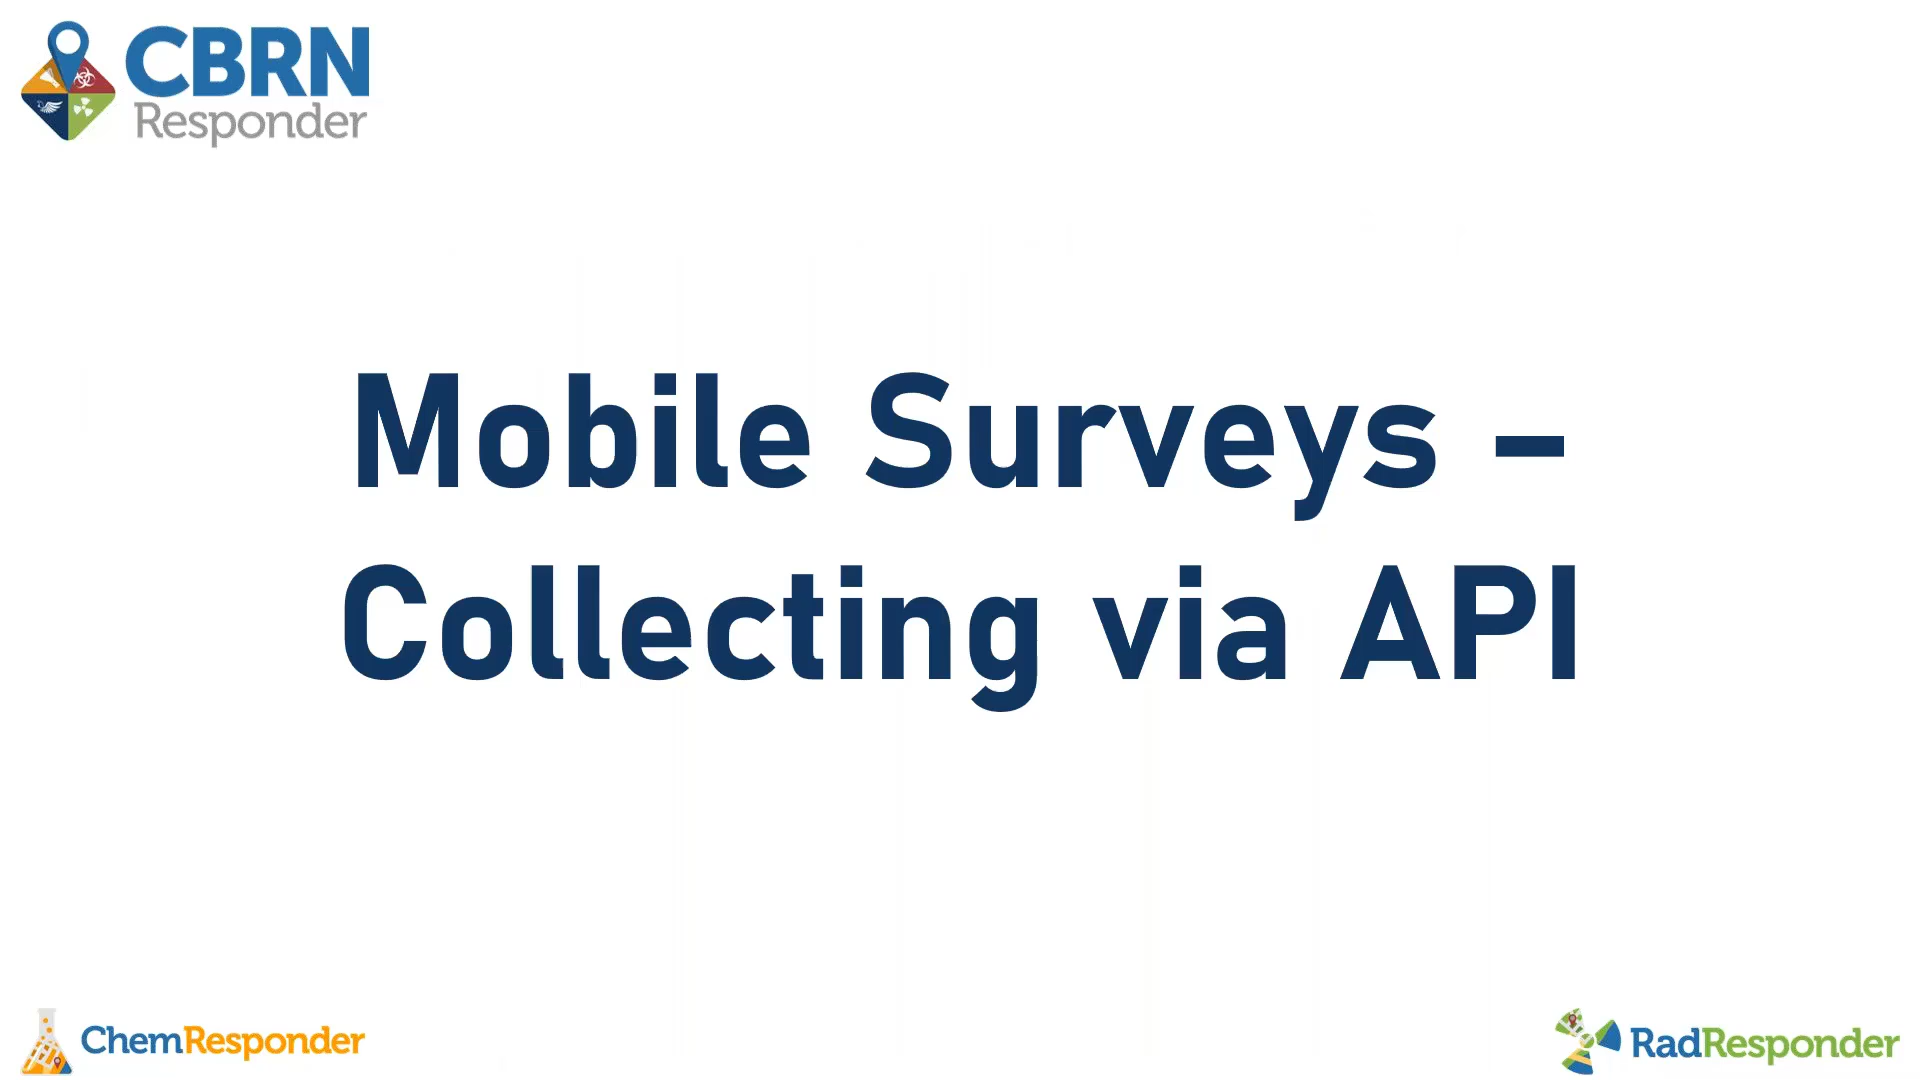 CBRN
Responder
Mobile Surveys –
Collecting via API
ChemResponder
RadResponder